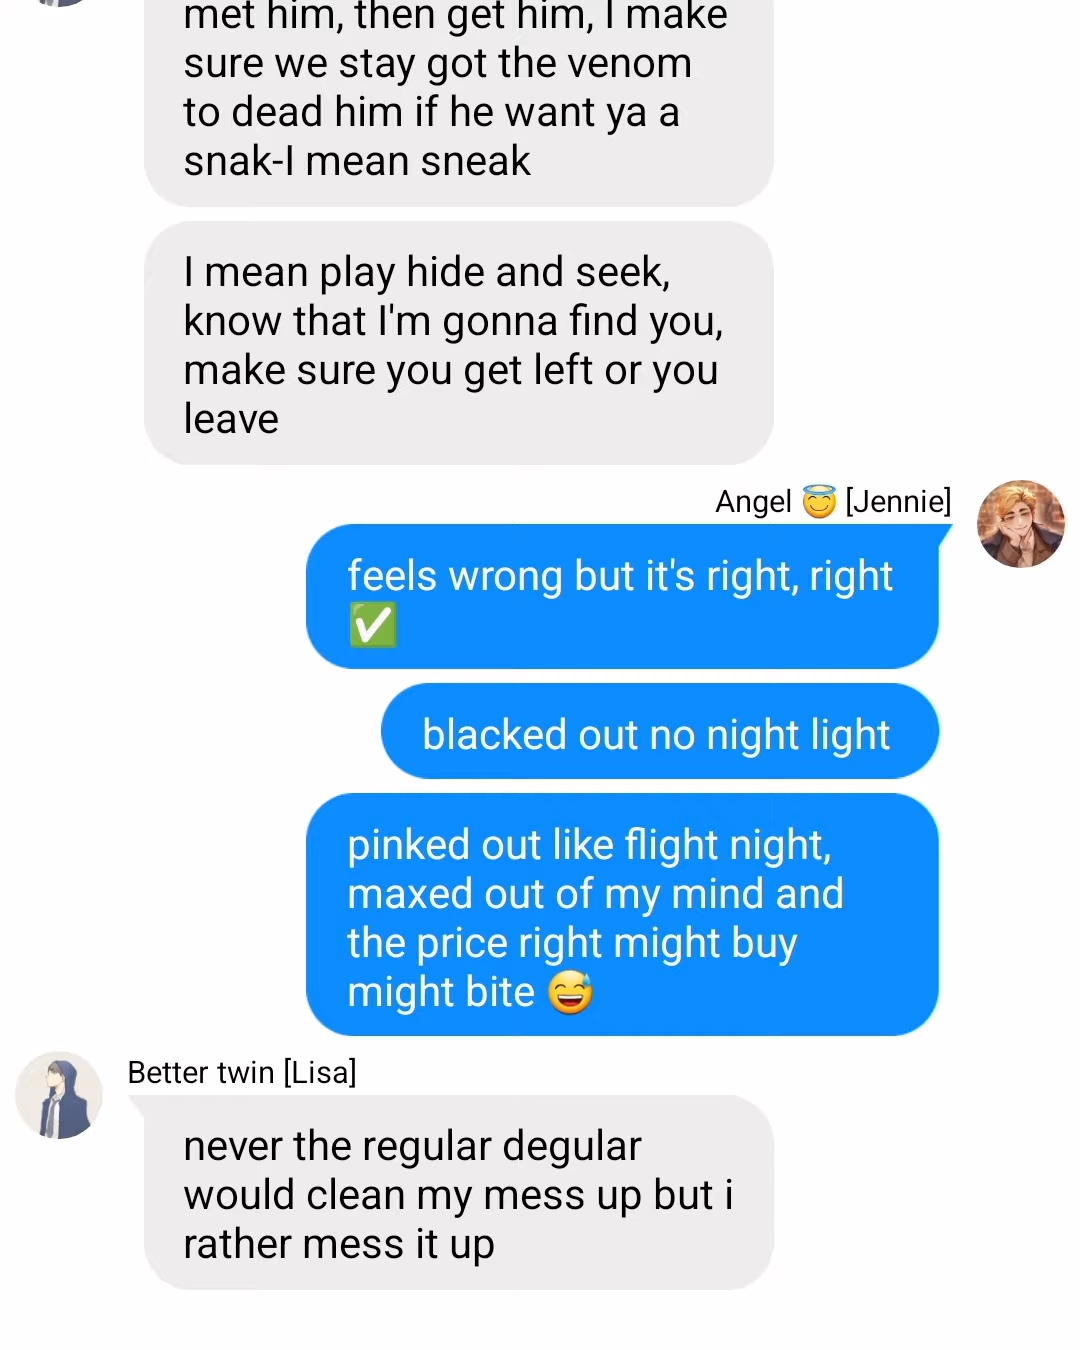 met him, then get him, I make
sure we stay got the venom
to dead him if he want ya a
snak-I mean sneak
I mean play hide and seek,
know that I'm gonna find you,
make sure you get left or you
leave
Angel 😇 [Jennie]
feels wrong but it's right, right
✅
blacked out no night light
pinked out like flight night,
maxed out of my mind and
the price right might buy
might bite 😅
Better twin [Lisa]
never the regular degular
would clean my mess up but i
rather mess it up